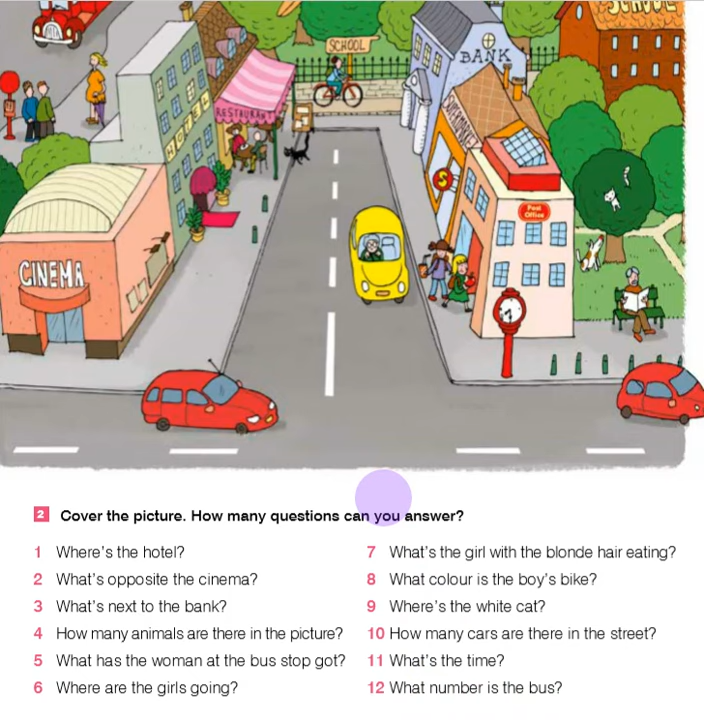 SCHOOL
SCHOOL
BANK
HOTEL
RESTAURANT
S
Post
Office
CINEMA
2 Cover the picture. How many questions can you answer?
1 Where's the hotel?
2 What's opposite the cinema?
3 What's next to the bank?
4 How many animals are there in the picture?
5 What has the woman at the bus stop got?
6 Where are the girls going?
7 What's the girl with the blonde hair eating?
8 What colour is the boy's bike?
9 Where's the white cat?
10 How many cars are there in the street?
11 What's the time?
12 What number is the bus?